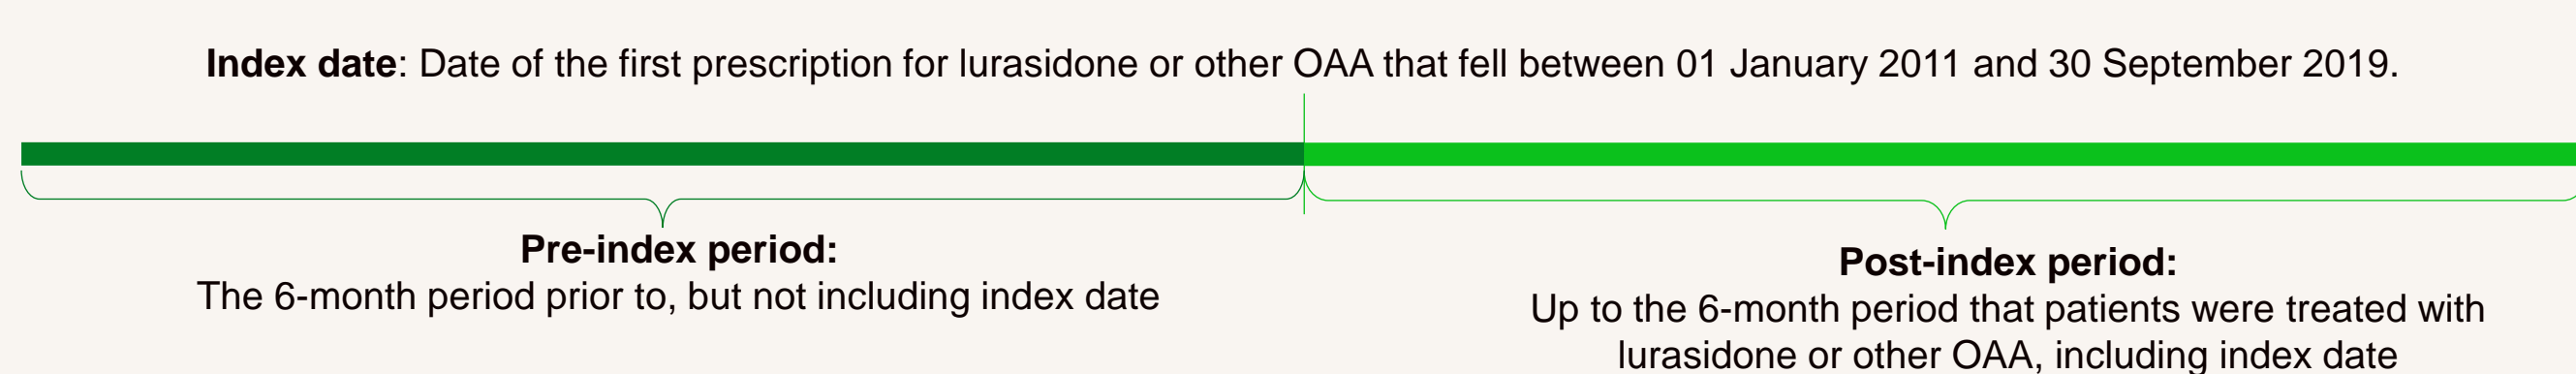 Index date: Date of the first prescription for lurasidone or other OAA that fell between 01 January 2011 and 30 September 2019.
Pre-index period:
The 6-month period prior to, but not including index date
Post-index period:
Up to the 6-month period that patients were treated with
lurasidone or other OAA, including index date